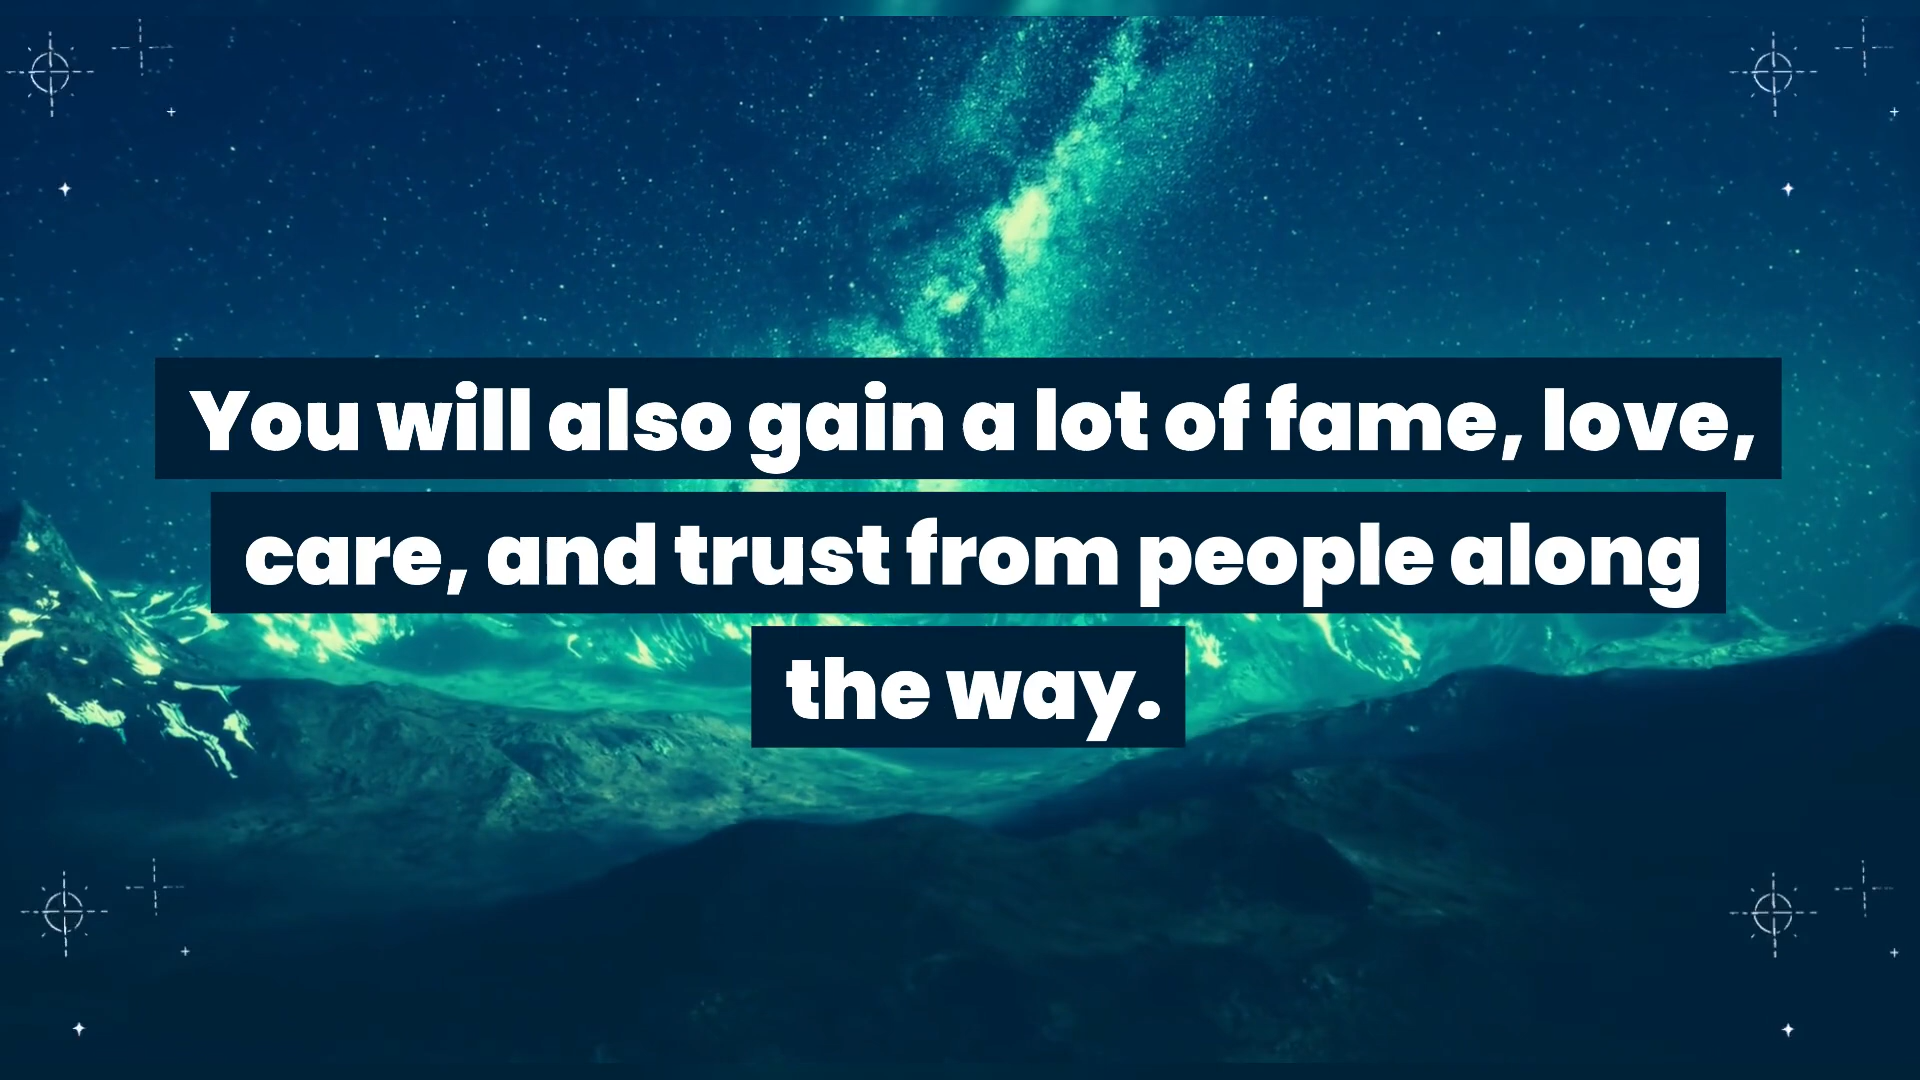 You will also gain a lot of fame, love,
care, and trust from people along
the way.